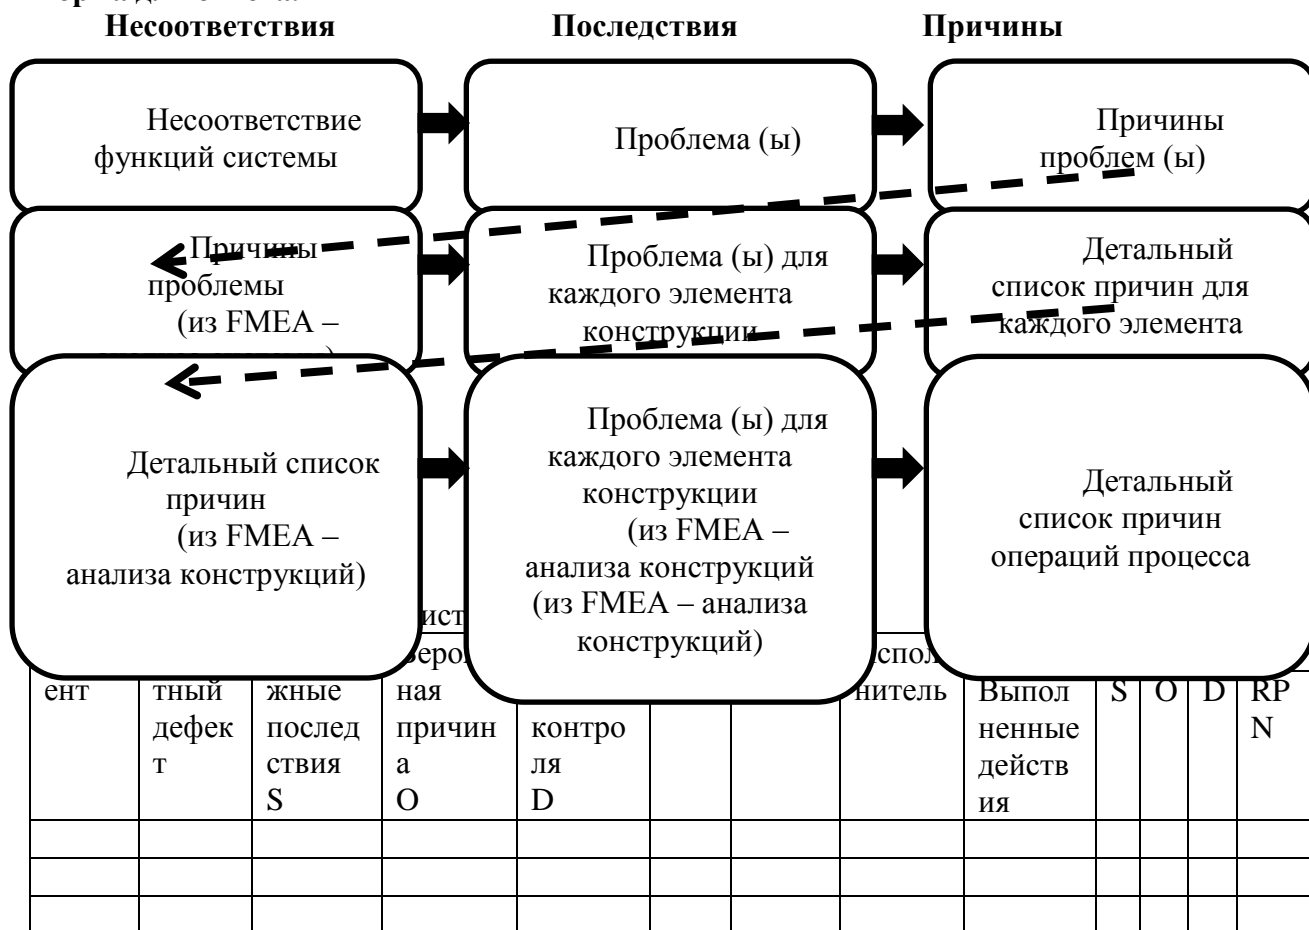 Несоответствия Последствия Причины
Несоответствие
функций системы
Проблема (ы)
Причины
проблем (ы)
Причины
проблемы
(из FMEA –
Проблема (ы) для
каждого элемента
конструкции
Детальный
список причин для
каждого элемента
Детальный список
причин
(из FMEA –
анализа конструкций)
Проблема (ы) для
каждого элемента
конструкции
(из FMEA –
анализа конструкций
(из FMEA – анализа
конструкций)
Детальный
список причин
операций процесса
ент
тный
дефек
т
жные
послед
ствия
S
ная
причин
а
O
контро
ля
D
нитель
Выпол
ненные
действ
ия
S
O
D
RP
N